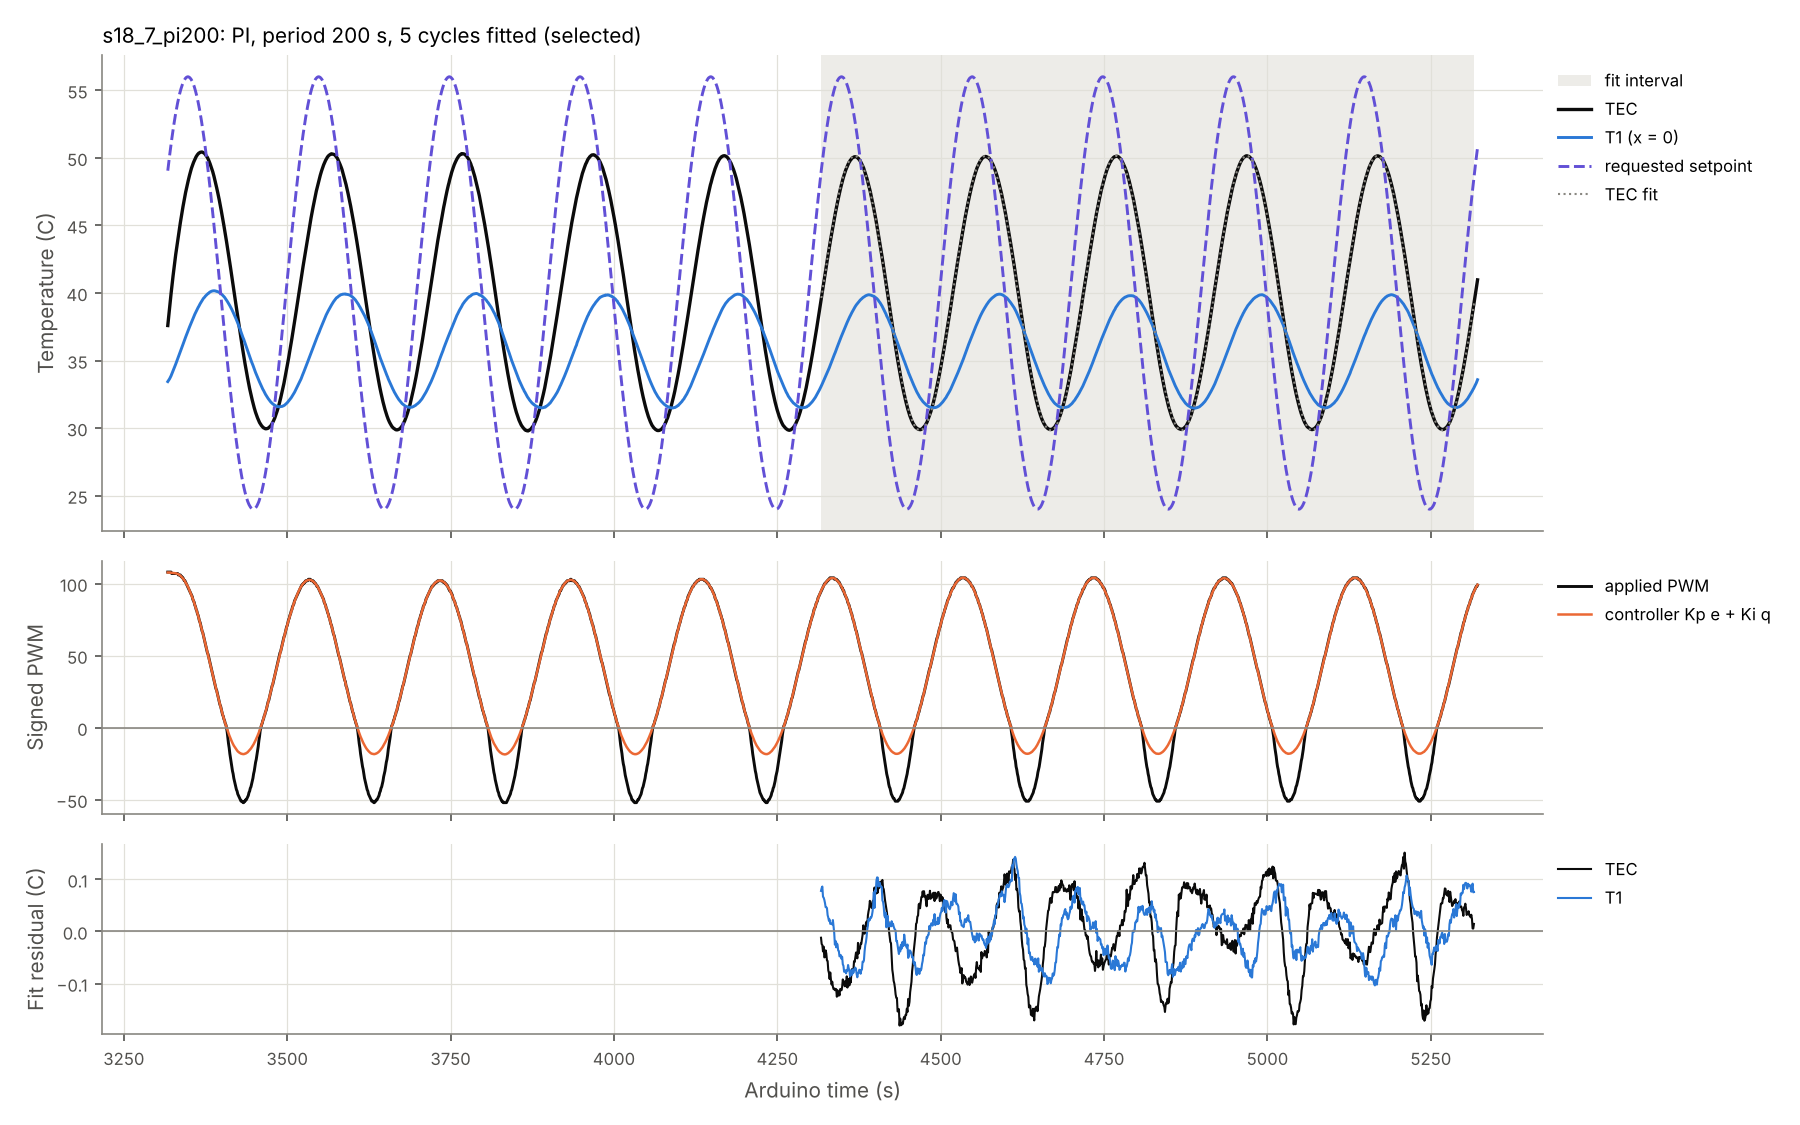 s18_7_pi200: PI, period 200 s, 5 cycles fitted (selected)
Temperature (C)
55
50
45
40
35
30
25
fit interval
TEC
T1 (x = 0)
requested setpoint
TEC fit
Signed PWM
100
50
0
−50
applied PWM
controller Kp e + Ki q
Fit residual (C)
0.1
0.0
−0.1
TEC
T1
3250 3500 3750 4000 4250 4500 4750 5000 5250
Arduino time (s)